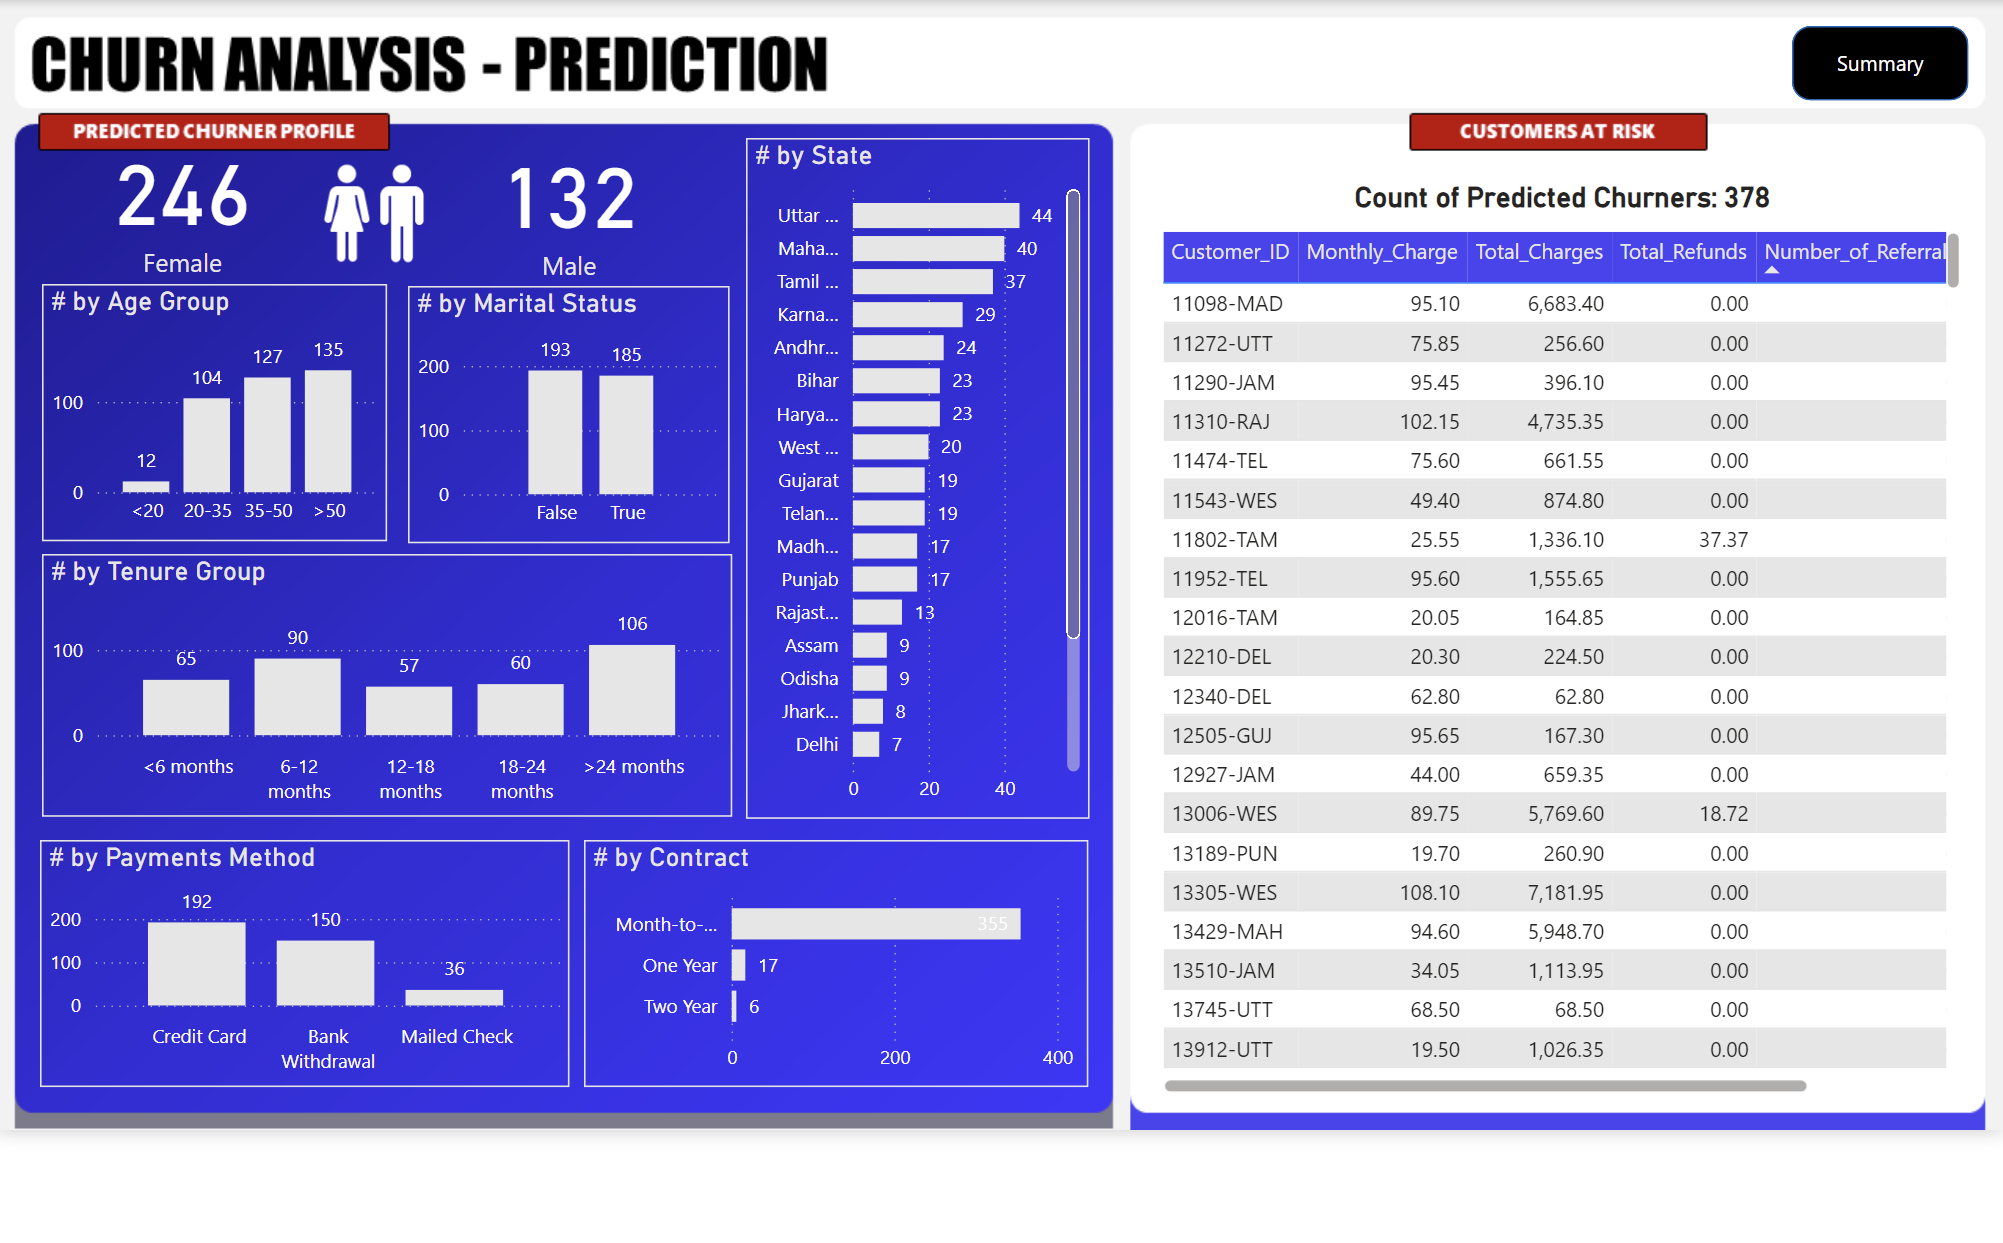 CHURN ANALYSIS - PREDICTION
Summary
PREDICTED CHURNER PROFILE
246
Female
132
Male
# by Age Group
100
0
12
104
127
135
<20
20-35
35-50
>50
# by Marital Status
200
100
0
193
185
False
True
# by Tenure Group
100
0
65
90
57
60
106
<6 months
6-12
months
12-18
months
18-24
months
>24 months
# by State
Uttar ... 44
Maha... 40
Tamil ... 37
Karna... 29
Andhr... 24
Bihar 23
Harya... 23
West ... 20
Gujarat 19
Telan... 19
Madh... 17
Punjab 17
Rajast... 13
Assam 9
Odisha 9
Jhark... 8
Delhi 7
0 20 40
# by Payments Method
200
100
0
192
150
36
Credit Card
Bank
Withdrawal
Mailed Check
# by Contract
Month-to-... 355
One Year 17
Two Year 6
0 200 400
CUSTOMERS AT RISK
Count of Predicted Churners: 378
Customer_ID Monthly_Charge Total_Charges Total_Refunds Number_of_Referral
11098-MAD 95.10 6,683.40 0.00
11272-UTT 75.85 256.60 0.00
11290-JAM 95.45 396.10 0.00
11310-RAJ 102.15 4,735.35 0.00
11474-TEL 75.60 661.55 0.00
11543-WES 49.40 874.80 0.00
11802-TAM 25.55 1,336.10 37.37
11952-TEL 95.60 1,555.65 0.00
12016-TAM 20.05 164.85 0.00
12210-DEL 20.30 224.50 0.00
12340-DEL 62.80 62.80 0.00
12505-GUJ 95.65 167.30 0.00
12927-JAM 44.00 659.35 0.00
13006-WES 89.75 5,769.60 18.72
13189-PUN 19.70 260.90 0.00
13305-WES 108.10 7,181.95 0.00
13429-MAH 94.60 5,948.70 0.00
13510-JAM 34.05 1,113.95 0.00
13745-UTT 68.50 68.50 0.00
13912-UTT 19.50 1,026.35 0.00